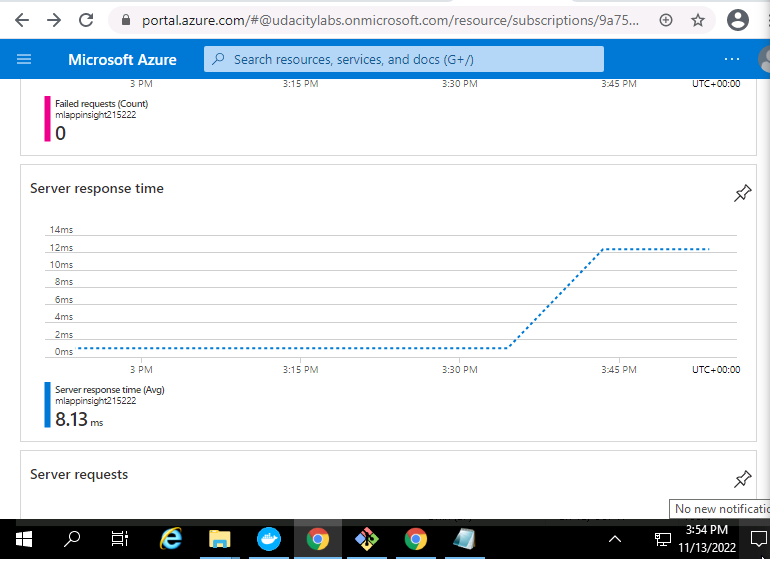 portal.azure.com/#@udacitylabs.onmicrosoft.com/resource/subscriptions/9a75...
Microsoft Azure
Search resources, services, and docs (G+/)
3 PM 3:15 PM 3:30 PM 3:45 PM UTC+00:00
Failed requests (Count)
mlappinsight215222
0
Server response time
14ms
12ms
10ms
8ms
6ms
4ms
2ms
0ms
3 PM 3:15 PM 3:30 PM 3:45 PM UTC+00:00
Server response time (Avg)
mlappinsight215222
8.13 ms
Server requests
No new notificatio
3:54 PM
11/13/2022